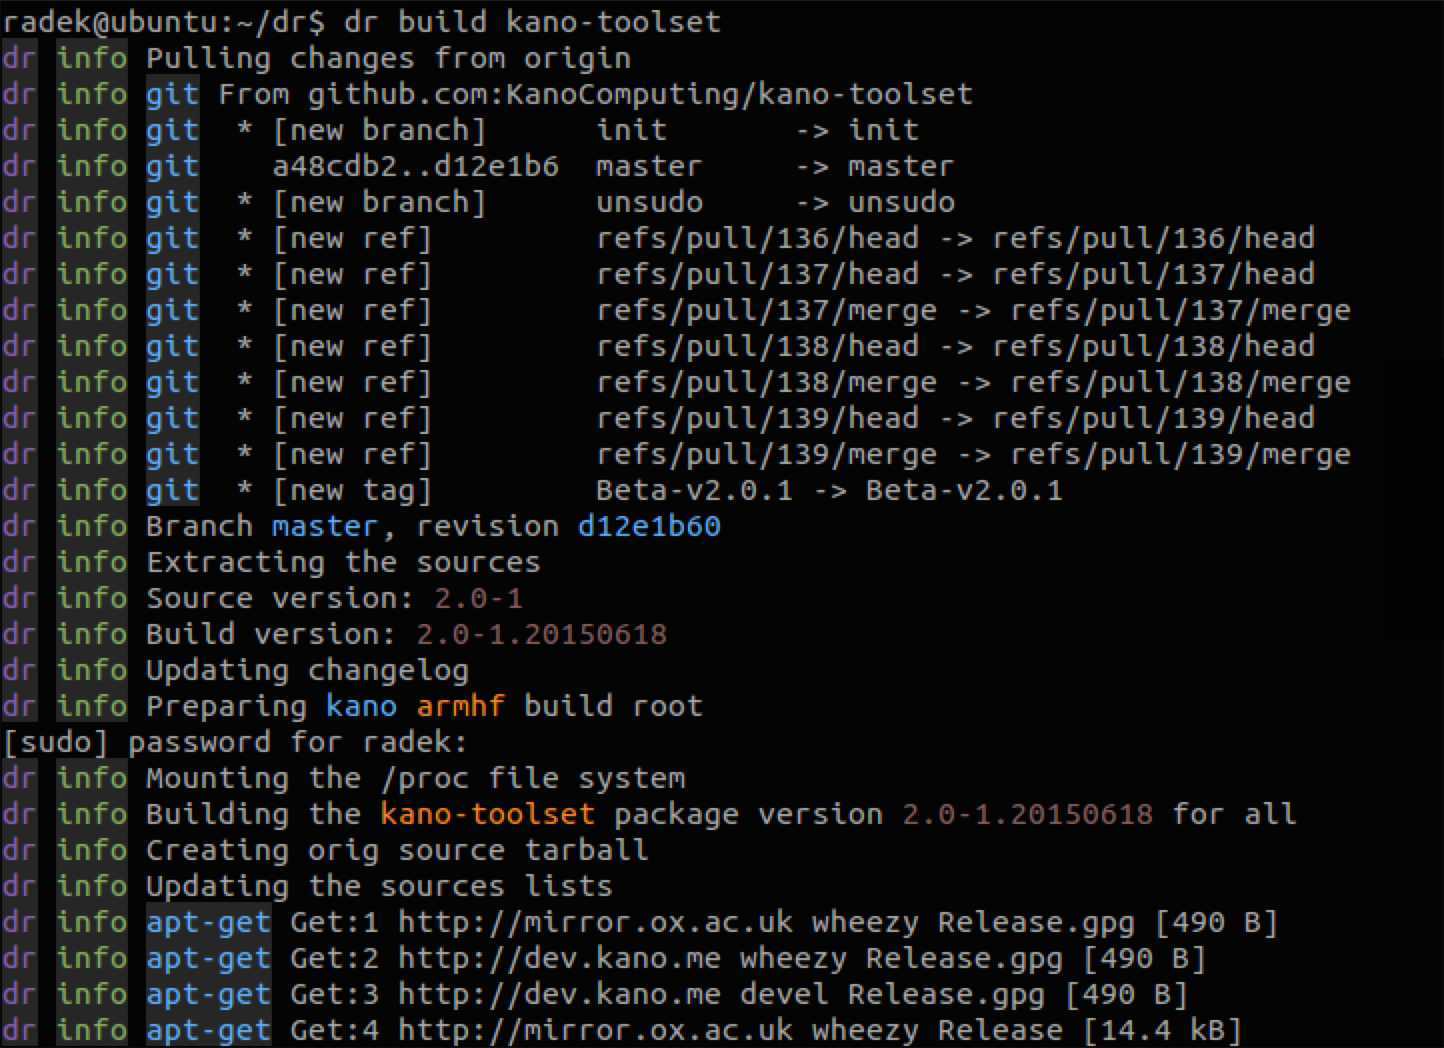 radek@ubuntu:~/dr$ dr build kano-toolset
dr info Pulling changes from origin
dr info git From github.com:KanoComputing/kano-toolset
dr info git  * [new branch]      init       -> init
dr info git    a48cdb2..d12e1b6  master     -> master
dr info git  * [new branch]      unsudo     -> unsudo
dr info git  * [new ref]         refs/pull/136/head -> refs/pull/136/head
dr info git  * [new ref]         refs/pull/137/head -> refs/pull/137/head
dr info git  * [new ref]         refs/pull/137/merge -> refs/pull/137/merge
dr info git  * [new ref]         refs/pull/138/head -> refs/pull/138/head
dr info git  * [new ref]         refs/pull/138/merge -> refs/pull/138/merge
dr info git  * [new ref]         refs/pull/139/head -> refs/pull/139/head
dr info git  * [new ref]         refs/pull/139/merge -> refs/pull/139/merge
dr info git  * [new tag]         Beta-v2.0.1 -> Beta-v2.0.1
dr info Branch master, revision d12e1b60
dr info Extracting the sources
dr info Source version: 2.0-1
dr info Build version: 2.0-1.20150618
dr info Updating changelog
dr info Preparing kano armhf build root
[sudo] password for radek:
dr info Mounting the /proc file system
dr info Building the kano-toolset package version 2.0-1.20150618 for all
dr info Creating orig source tarball
dr info Updating the sources lists
dr info apt-get Get:1 http://mirror.ox.ac.uk wheezy Release.gpg [490 B]
dr info apt-get Get:2 http://dev.kano.me wheezy Release.gpg [490 B]
dr info apt-get Get:3 http://dev.kano.me devel Release.gpg [490 B]
dr info apt-get Get:4 http://mirror.ox.ac.uk wheezy Release [14.4 kB]